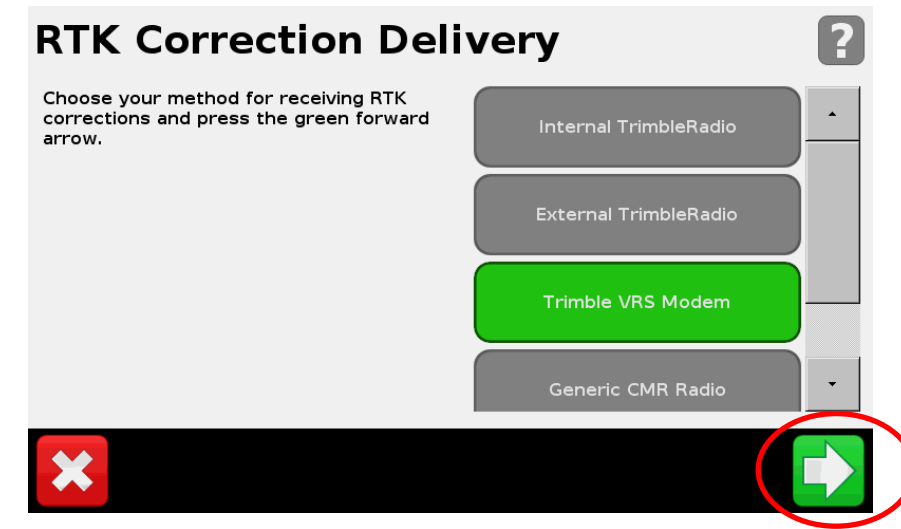 RTK Correction Delivery
?
Choose your method for receiving RTK
corrections and press the green forward
arrow.
Internal TrimbleRadio
External TrimbleRadio
Trimble VRS Modem
Generic CMR Radio